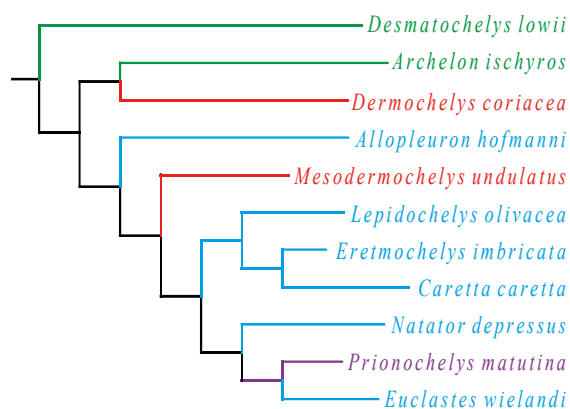 Desmatochelys lowii
Archelon ischyros
Dermochelys coriacea
Allopleuron hofmanni
Mesodermochelys undulatus
Lepidochelys olivacea
Eretmochelys imbricata
Caretta caretta
Natator depressus
Prionochelys matutina
Euclastes wielandi